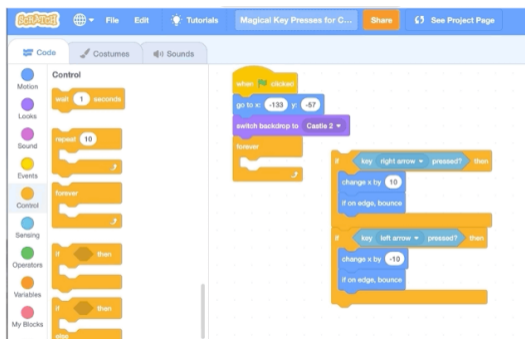 SCRATCH File Edit Tutorials Magical Key Presses for C... Share See Project Page
Code Costumes Sounds
Motion
Looks
Sound
Events
Control
Sensing
Operators
Variables
My Blocks
Control
wait 1 seconds
repeat 10
forever
if then
if then
else
when clicked
go to x: -133 y: -57
switch backdrop to Castle 2
forever
if key right arrow pressed? then
change x by 10
if on edge, bounce
if key left arrow pressed? then
change x by -10
if on edge, bounce